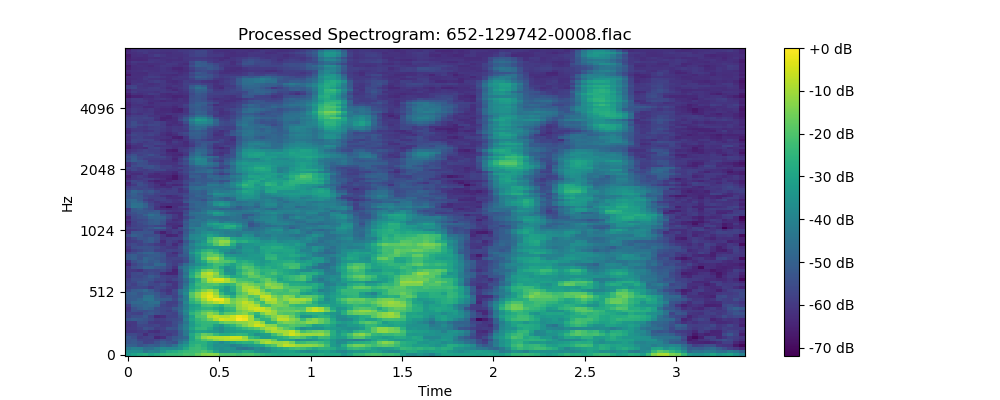 Processed Spectrogram: 652-129742-0008.flac
Hz
4096
2048
1024
512
0
0 0.5 1 1.5 2 2.5 3
Time
+0 dB
-10 dB
-20 dB
-30 dB
-40 dB
-50 dB
-60 dB
-70 dB